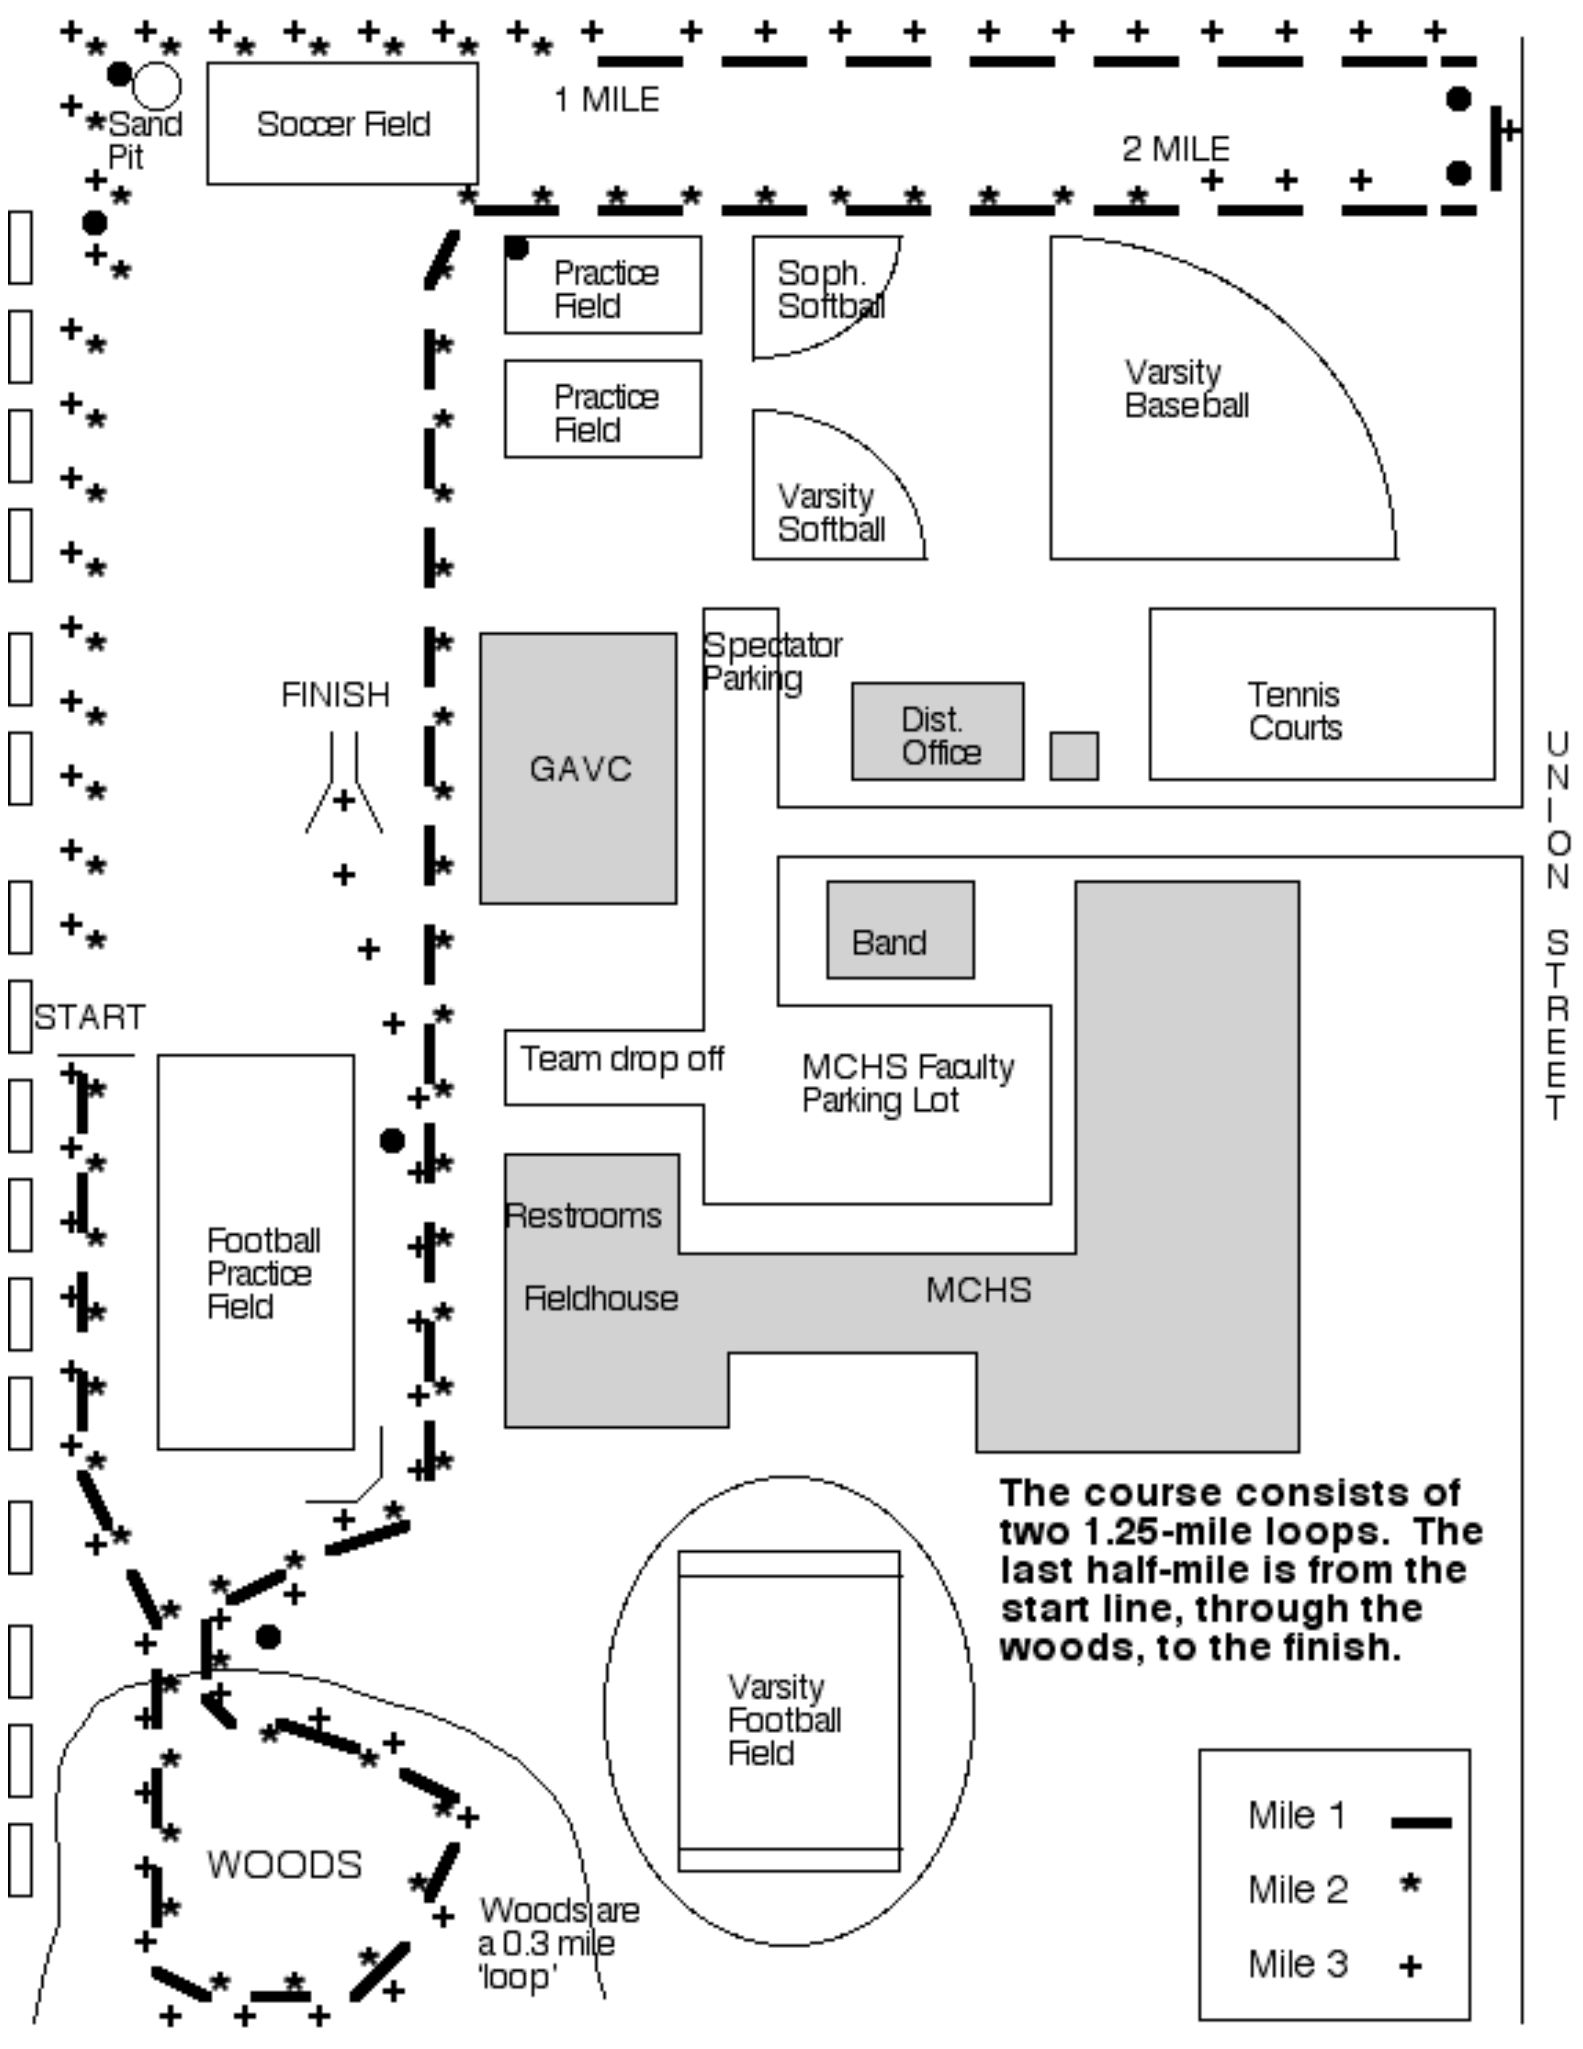 1 MILE
2 MILE
Sand
Pit
Soccer Field
Practice
Field
Soph.
Softball
Practice
Field
Varsity
Softball
Varsity
Baseball
FINISH
GAVC
Spectator
Parking
Dist.
Office
Tennis
Courts
UNION STREET
Band
START
Team drop off
MCHS Faculty
Parking Lot
Football
Practice
Field
Restrooms
Fieldhouse
MCHS
The course consists of
two 1.25-mile loops. The
last half-mile is from the
start line, through the
woods, to the finish.
Varsity
Football
Field
WOODS
Woods are
a 0.3 mile
'loop'
Mile 1
Mile 2 *
Mile 3 +